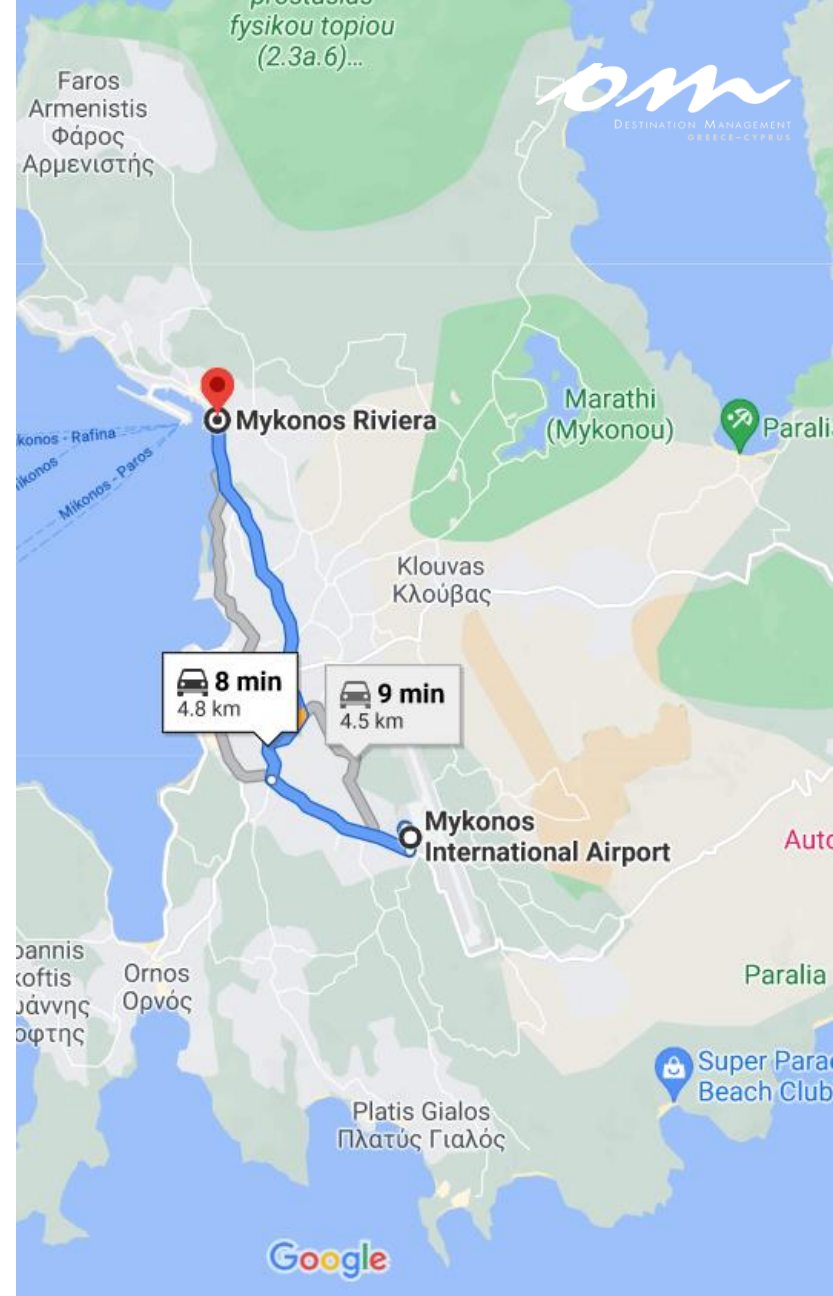 fysikou topiou
(2.3a.6)...
Faros
Armenistis
Φάρος
Αρμενιστής
om
DESTINATION MANAGEMENT
GREECE-CYPRUS
Marathi
(Mykonou)
Parali
Mykonos Riviera
konos - Rafina
ikonos
Mikonos - Paros
Klouvas
Κλούβας
8 min
4.8 km
9 min
4.5 km
Mykonos
International Airport
Auto
oannis
koftis
ωάννης
οφτης
Ornos
Ορνός
Paralia
Super Parad
Beach Club
Platis Gialos
Πλατύς Γιαλός
Google